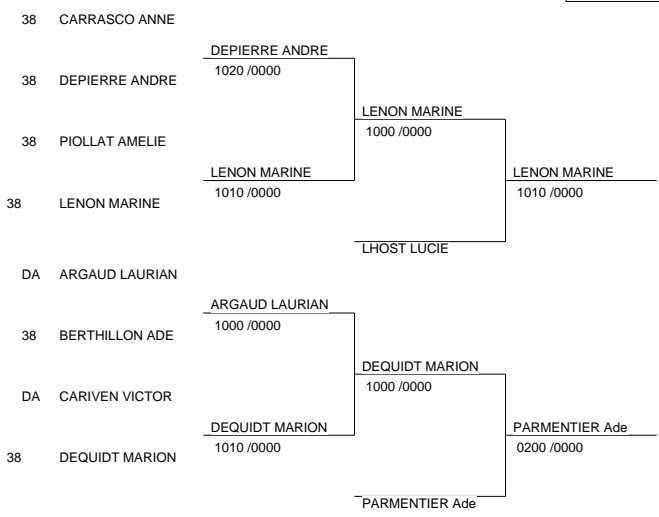 38 CARRASCO ANNE
DEPIERRE ANDRE
1020 /0000
38 DEPIERRE ANDRE
LENON MARINE
1000 /0000
38 PIOLLAT AMELIE
LENON MARINE
1010 /0000
LENON MARINE
1010 /0000
38 LENON MARINE
LHOST LUCIE
DA ARGAUD LAURIAN
ARGAUD LAURIAN
1000 /0000
38 BERTHILLON ADE
DEQUIDT MARION
1000 /0000
DA CARIVEN VICTOR
DEQUIDT MARION
1010 /0000
PARMENTIER Ade
0200 /0000
38 DEQUIDT MARION
PARMENTIER Ade